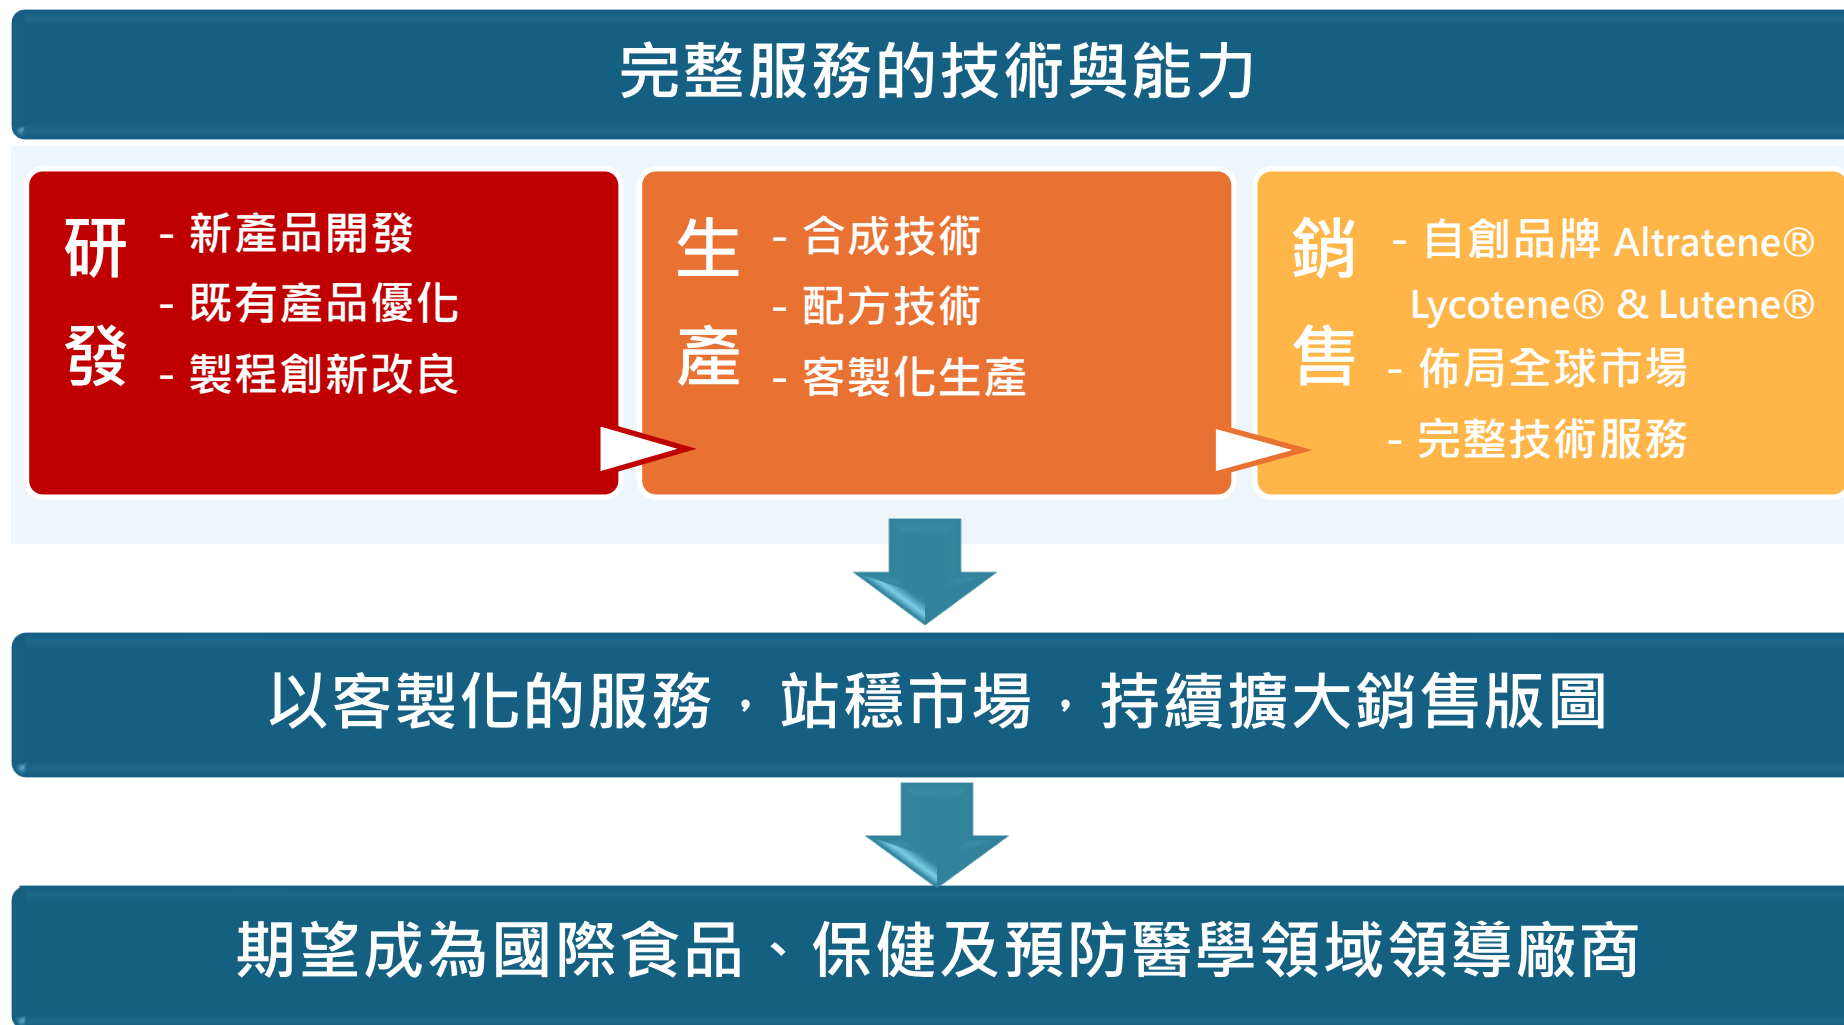 完整服務的技術與能力
研發
- 新產品開發
- 既有產品優化
- 製程創新改良
生產
- 合成技術
- 配方技術
- 客製化生產
銷售
- 自創品牌 Altratene®
Lycotene® & Lutene®
- 佈局全球市場
- 完整技術服務
以客製化的服務，站穩市場，持續擴大銷售版圖
期望成為國際食品、保健及預防醫學領域領導廠商